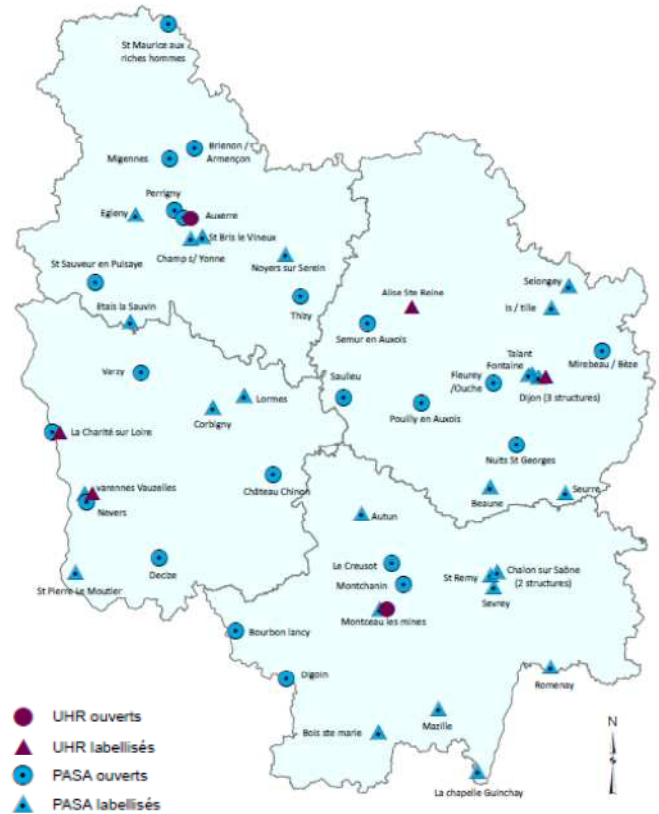 St Maurice aux
riches hommes
Brienon /
Armençon
Migennes
Perrigny
Egleny
Auxerre
St Bris le Vineux
Champ s/ Yonne
Noyers sur Serein
St Sauveur en Puisaye
Thizy
Etais la Sauvin
Seiongey
Alise Ste Reine
Is / tille
Semur en Auxois
Mirebeau / Bèze
Talant
Fontaine
Fleurey
/Ouche
Dijon (3 structures)
Varzy
Saulieu
Pouilly en Auxois
Lormes
Corbigny
La Charité sur Loire
Nuits St Georges
Château Chinon
varennes Vauzelles
Nevers
Beaune
Seurre
Autun
Decize
Le Creusot
Montchanin
St Remy
Chalon sur Saône
(2 structures)
Sevrey
St Pierre Le Moutier
Montceau les mines
Bourbon lancy
Digoin
Romenay
Mazille
Bois ste marie
La chapelle Guinchay
N
S
UHR ouverts
UHR labellisés
PASA ouverts
PASA labellisés